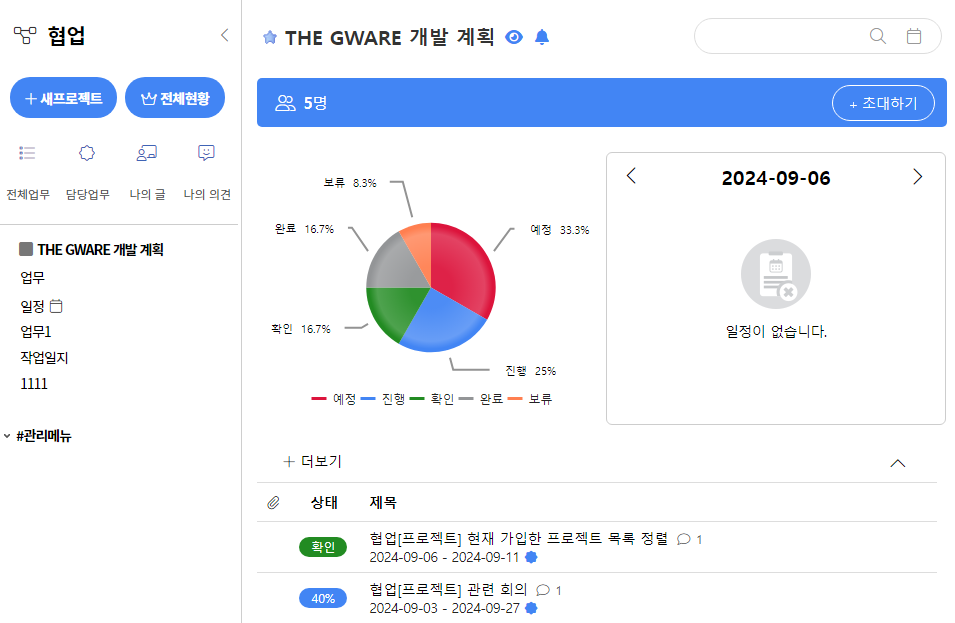 협업
+ 새프로젝트
전체현황
전체업무
담당업무
나의 글
나의 의견
THE GWARE 개발 계획
업무
일정
업무1
작업일지
1111
#관리메뉴
THE GWARE 개발 계획
5명
+ 초대하기
보류 8.3%
완료 16.7%
예정 33.3%
확인 16.7%
진행 25%
예정 진행 확인 완료 보류
2024-09-06
일정이 없습니다.
+ 더보기
상태 제목
확인 협업[프로젝트] 현재 가입한 프로젝트 목록 정렬 1
2024-09-06 - 2024-09-11
40% 협업[프로젝트] 관련 회의 1
2024-09-03 - 2024-09-27